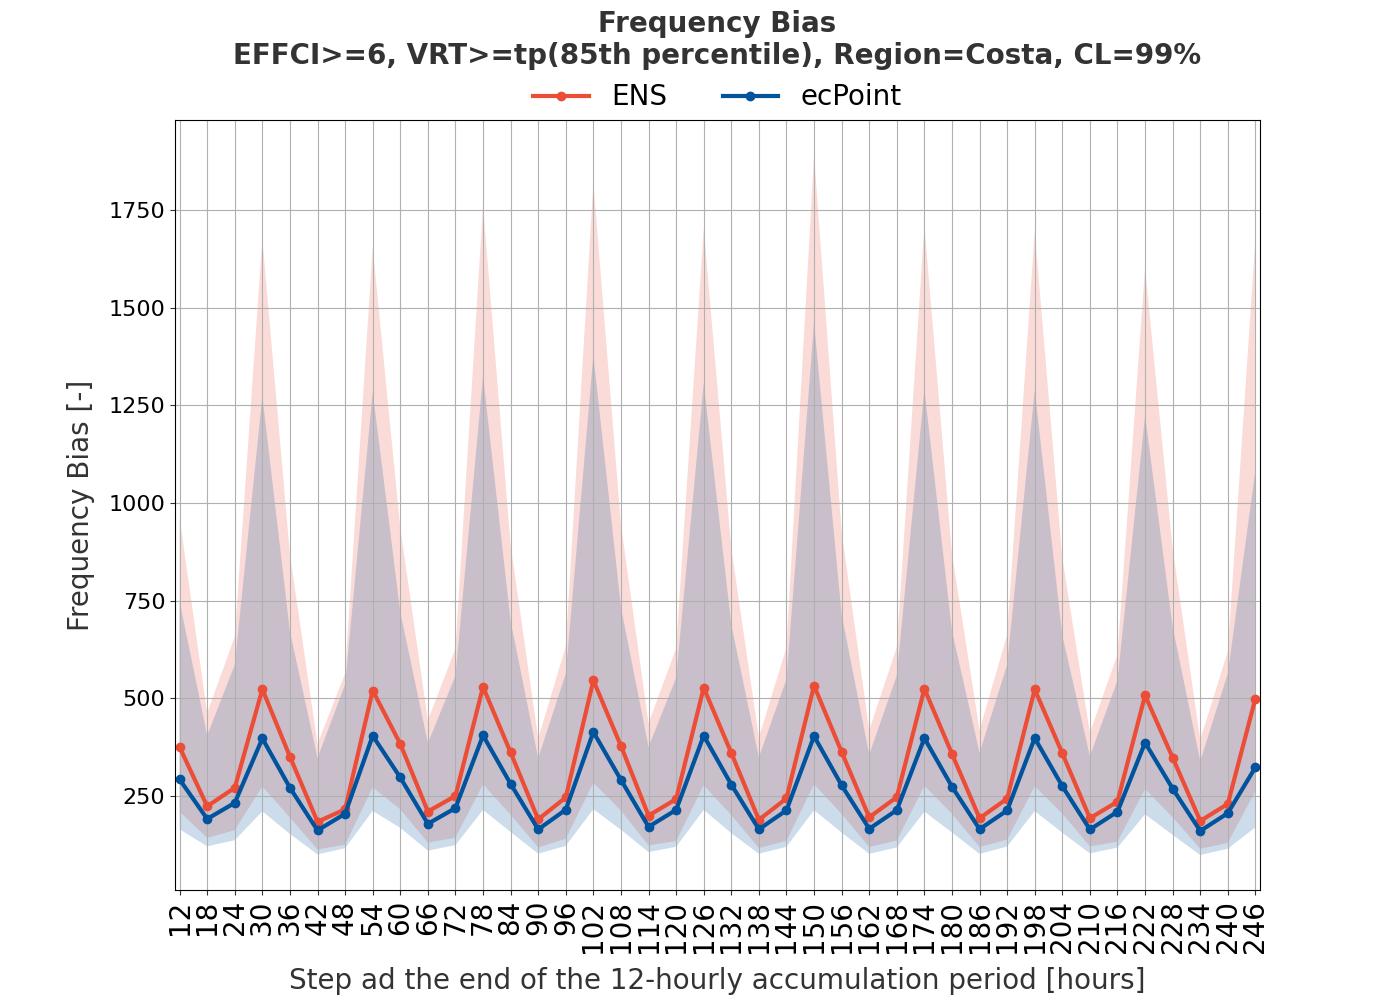 Frequency Bias
EFFCI>=6, VRT>=tp(85th percentile), Region=Costa, CL=99%
ENS ecPoint
Frequency Bias [-]
1750
1500
1250
1000
750
500
250
12 18 24 30 36 42 48 54 60 66 72 78 84 90 96 102 108 114 120 126 132 138 144 150 156 162 168 174 180 186 192 198 204 210 216 222 228 234 240 246
Step ad the end of the 12-hourly accumulation period [hours]